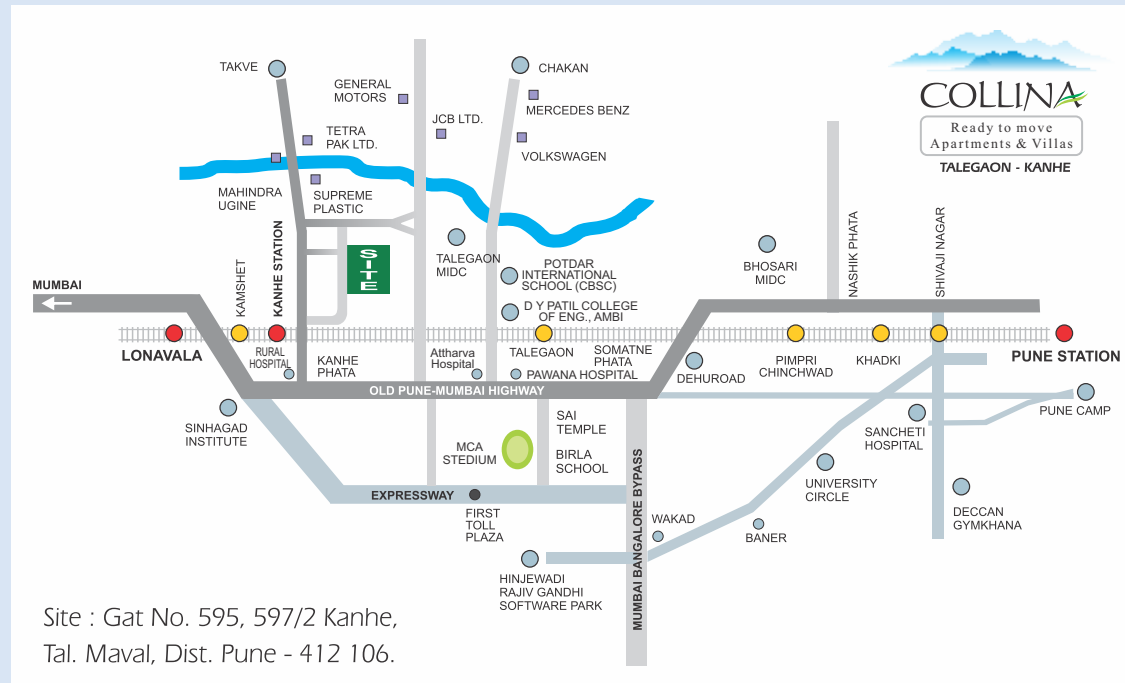 TAKVE
GENERAL
MOTORS
CHAKAN
MERCEDES BENZ
JCB LTD.
TETRA
PAK LTD.
VOLKSWAGEN
MAHINDRA
UGINE
SUPREME
PLASTIC
COLLINA
Ready to move
Apartments & Villas
TALEGAON - KANHE
MUMBAI
KAMSHET
KANHE STATION
SITE
TALEGAON
MIDC
POTDAR
INTERNATIONAL
SCHOOL (CBSC)
D Y PATIL COLLEGE
OF ENG., AMBI
BHOSARI
MIDC
NASHIK PHATA
SHIVAJI NAGAR
LONAVALA
RURAL
HOSPITAL
KANHE
PHATA
Attharva
Hospital
TALEGAON
SOMATNE
PHATA
PAWANA HOSPITAL
DEHUROAD
PIMPRI
CHINCHWAD
KHADKI
PUNE STATION
OLD PUNE-MUMBAI HIGHWAY
PUNE CAMP
SINHAGAD
INSTITUTE
SAI
TEMPLE
MCA
STEDIUM
BIRLA
SCHOOL
SANCHETI
HOSPITAL
UNIVERSITY
CIRCLE
DECCAN
GYMKHANA
EXPRESSWAY
FIRST
TOLL
PLAZA
MUMBAI BANGALORE BYPASS
WAKAD
BANER
HINJEWADI
RAJIV GANDHI
SOFTWARE PARK
Site : Gat No. 595, 597/2 Kanhe,
Tal. Maval, Dist. Pune - 412 106.